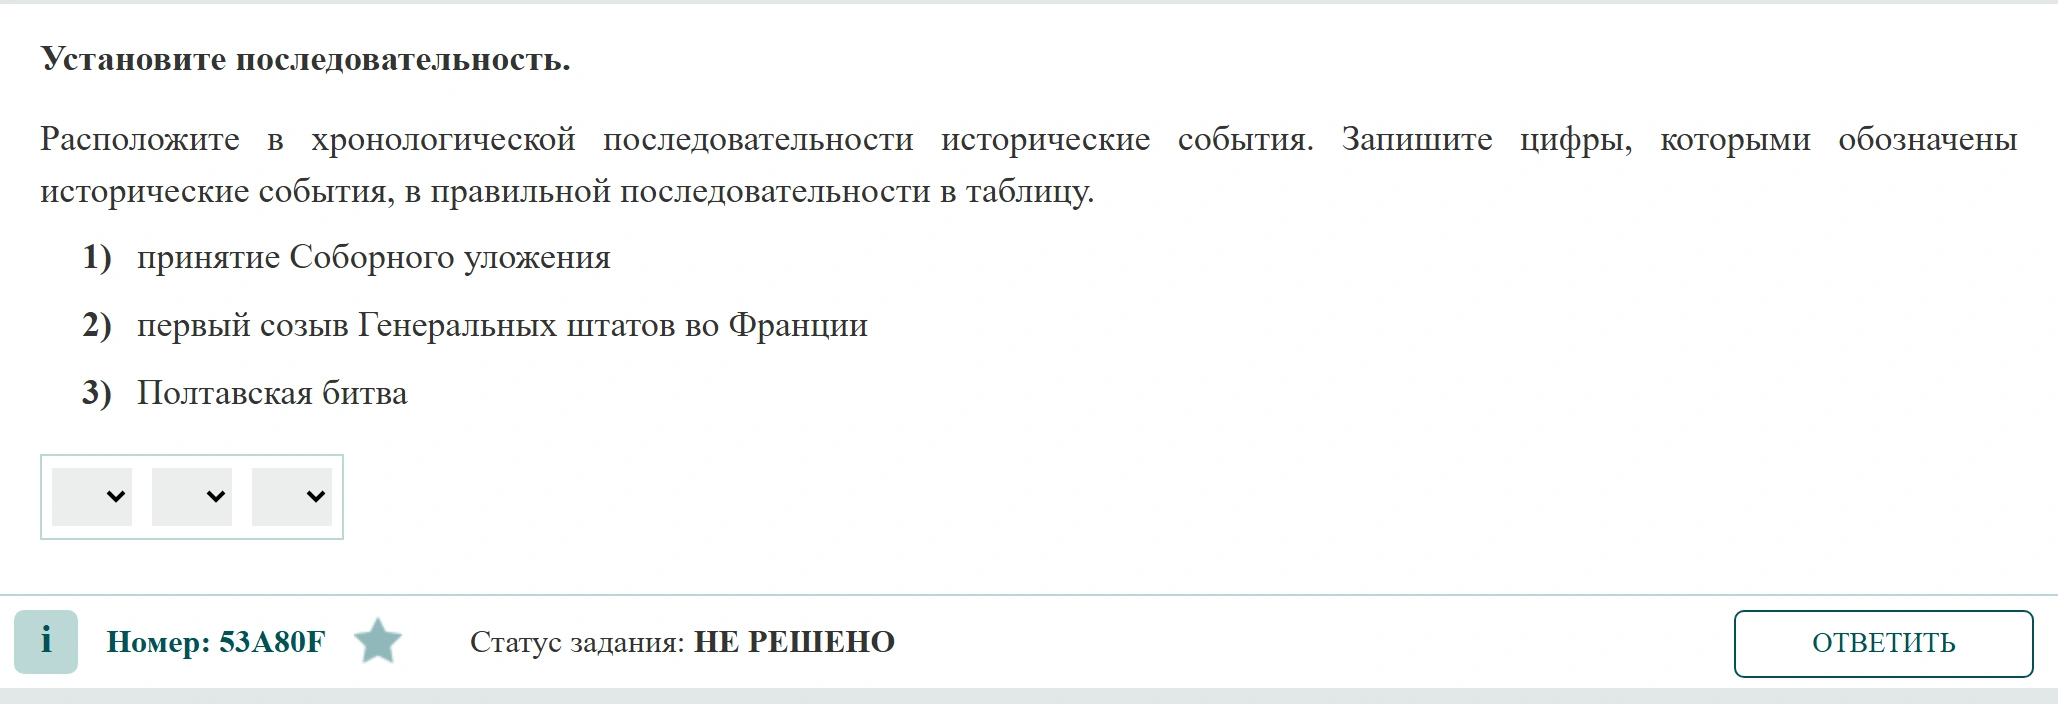 Установите последовательность.
Расположите в хронологической последовательности исторические события. Запишите цифры, которыми обозначены
исторические события, в правильной последовательности в таблицу.
1) принятие Соборного уложения
2) первый созыв Генеральных штатов во Франции
3) Полтавская битва
i Номер: 53A80F Статус задания: НЕ РЕШЕНО ОТВЕТИТЬ